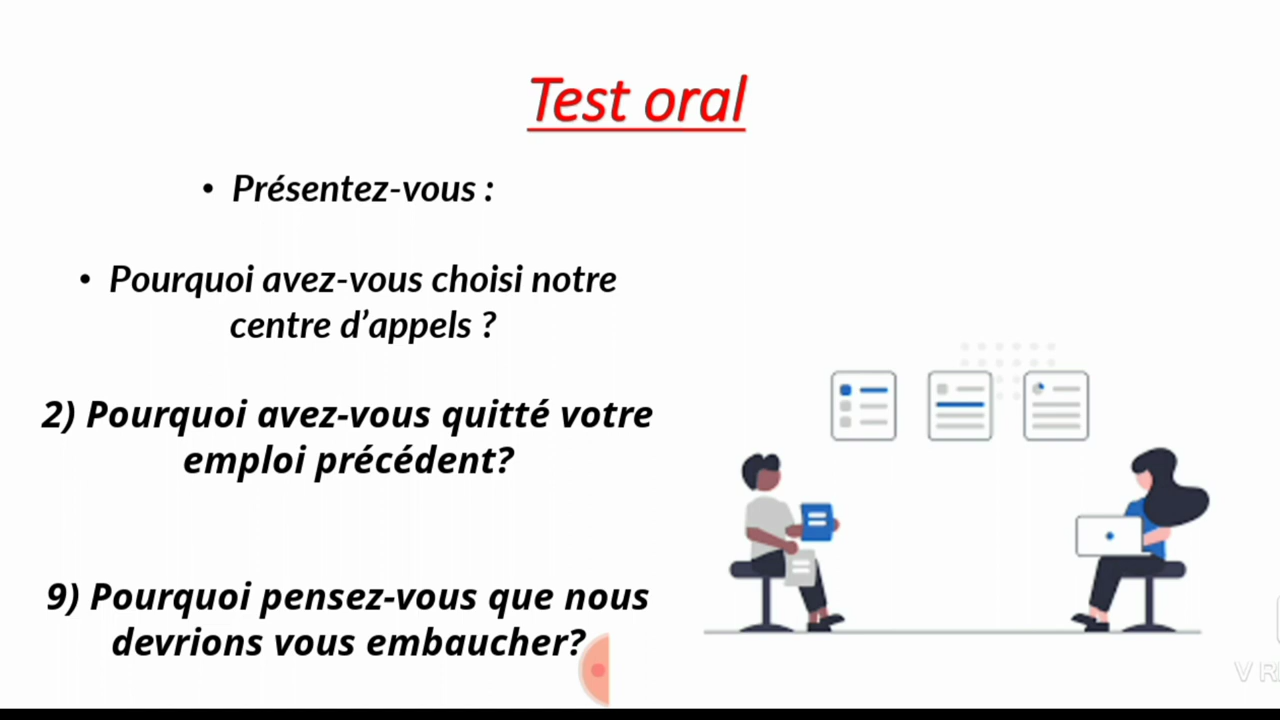 Test oral
• Présentez-vous :
• Pourquoi avez-vous choisi notre
centre d’appels ?
2) Pourquoi avez-vous quitté votre
emploi précédent?
9) Pourquoi pensez-vous que nous
devrions vous embaucher?